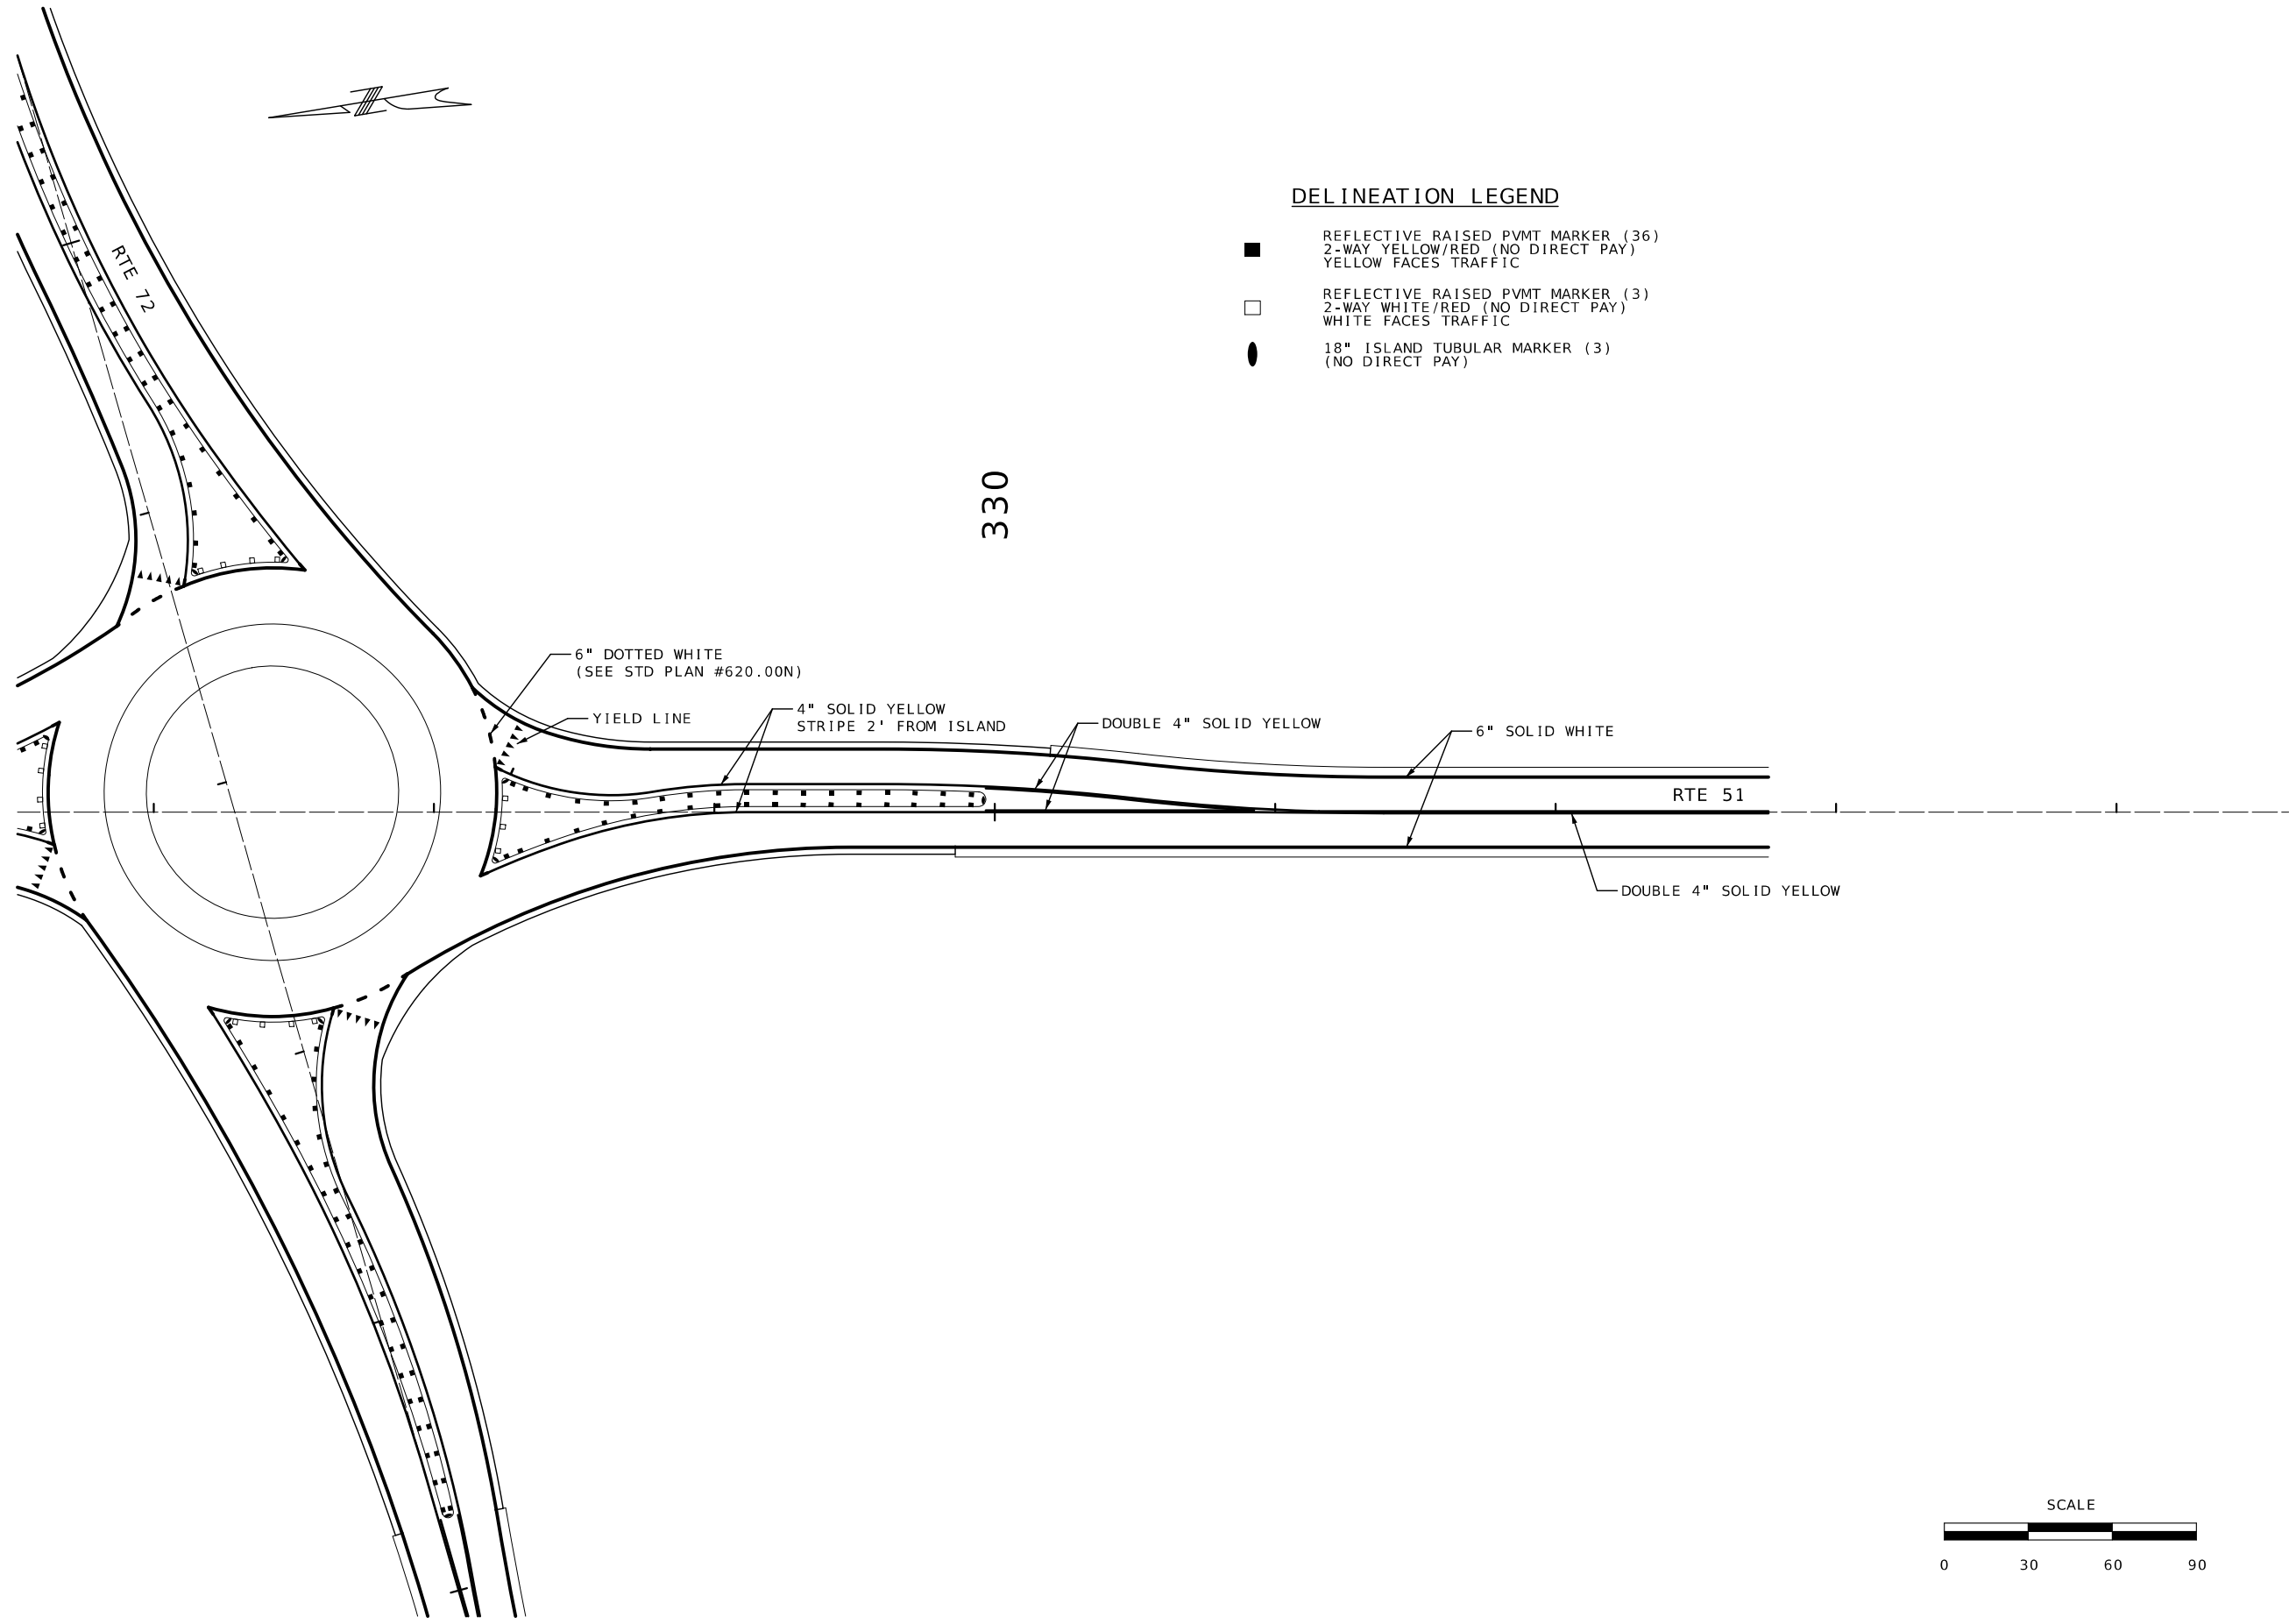 DELINEATION LEGEND
REFLECTIVE RAISED PVMT MARKER (36)
2-WAY YELLOW/RED (NO DIRECT PAY)
YELLOW FACES TRAFFIC
REFLECTIVE RAISED PVMT MARKER (3)
2-WAY WHITE/RED (NO DIRECT PAY)
WHITE FACES TRAFFIC
18" ISLAND TUBULAR MARKER (3)
(NO DIRECT PAY)
RTE 72
330
6" DOTTED WHITE
(SEE STD PLAN #620.00N)
YIELD LINE
4" SOLID YELLOW
STRIPE 2' FROM ISLAND
DOUBLE 4" SOLID YELLOW
6" SOLID WHITE
RTE 51
DOUBLE 4" SOLID YELLOW
SCALE
0 30 60 90